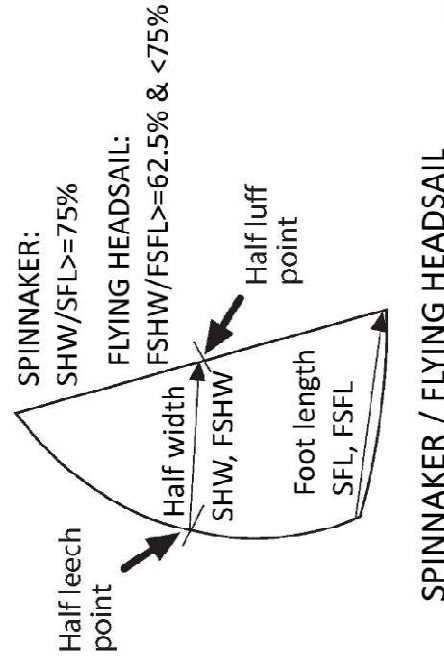 SPINNAKER:
SHW/SFL>=75%
FLYING HEADSAIL:
FSHW/FSFL>=62.5% & <75%
Half leech
point
Half width
SHW, FSHW
Half luff
point
Foot length
SFL, FSFL
SPINNAKER / FLYING HEADSAIL